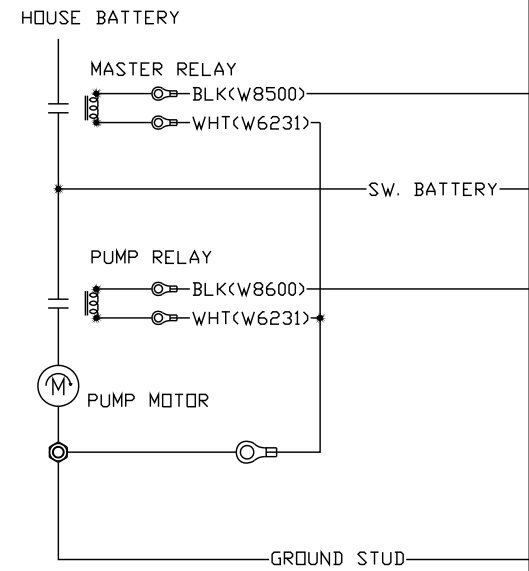 HOUSE BATTERY
MASTER RELAY
BLK(W8500)
WHT(W6231)
SW. BATTERY
PUMP RELAY
BLK(W8600)
WHT(W6231)
M
PUMP MOTOR
GROUND STUD